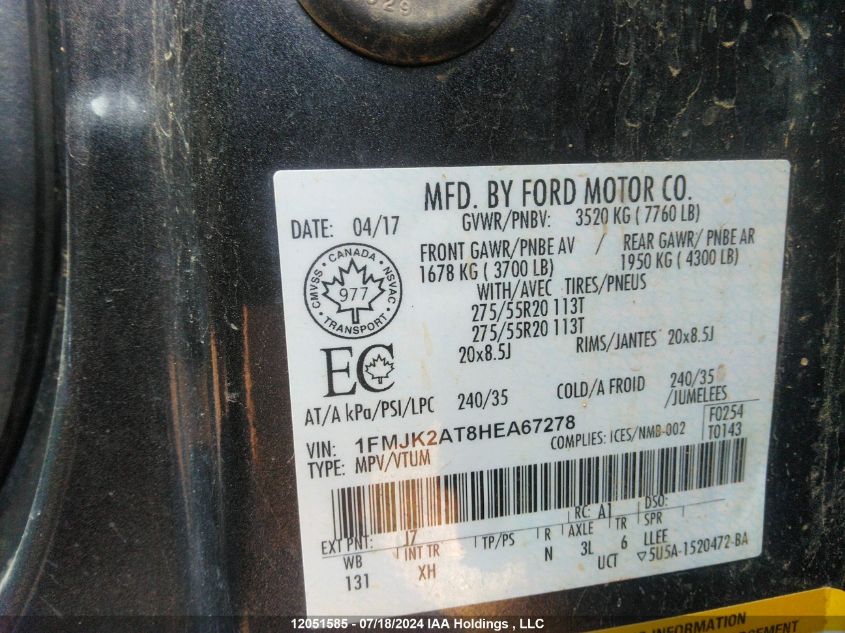 529
MFD. BY FORD MOTOR CO.
DATE: 04/17
GVWR/PNBV: 3520 KG ( 7760 LB)
FRONT GAWR/PNBE AV / REAR GAWR/ PNBE AR
1678 KG ( 3700 LB) 1950 KG ( 4300 LB)
WITH/AVEC TIRES/PNEUS
275/55R20 113T
275/55R20 113T
20x8.5J RIMS/JANTES 20x8.5J
CMVSS • CANADA • NSVAC • TRANSPORT •
977
EC
AT/A kPa/PSI/LPC 240/35 COLD/A FROID 240/35
/JUMELEES
VIN: 1FMJK2AT8HEA67278
COMPLIES: ICES/NMB-002
F0254
T0143
TYPE: MPV/VTUM
RC: A1 DSO:
EXT PNT: J7
WB INT TR TP/PS R AXLE TR SPR
131 XH N 3L 6 LLEE
UCT ▽5U5A-1520472-BA
12051585 - 07/18/2024 IAA Holdings , LLC
INFORMATION